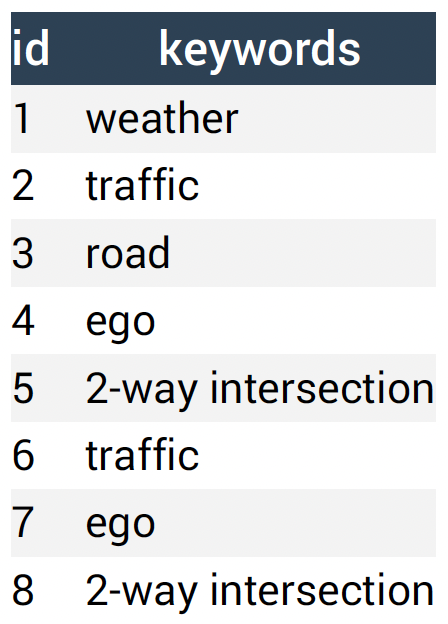 id keywords
1 weather
2 traffic
3 road
4 ego
5 2-way intersection
6 traffic
7 ego
8 2-way intersection